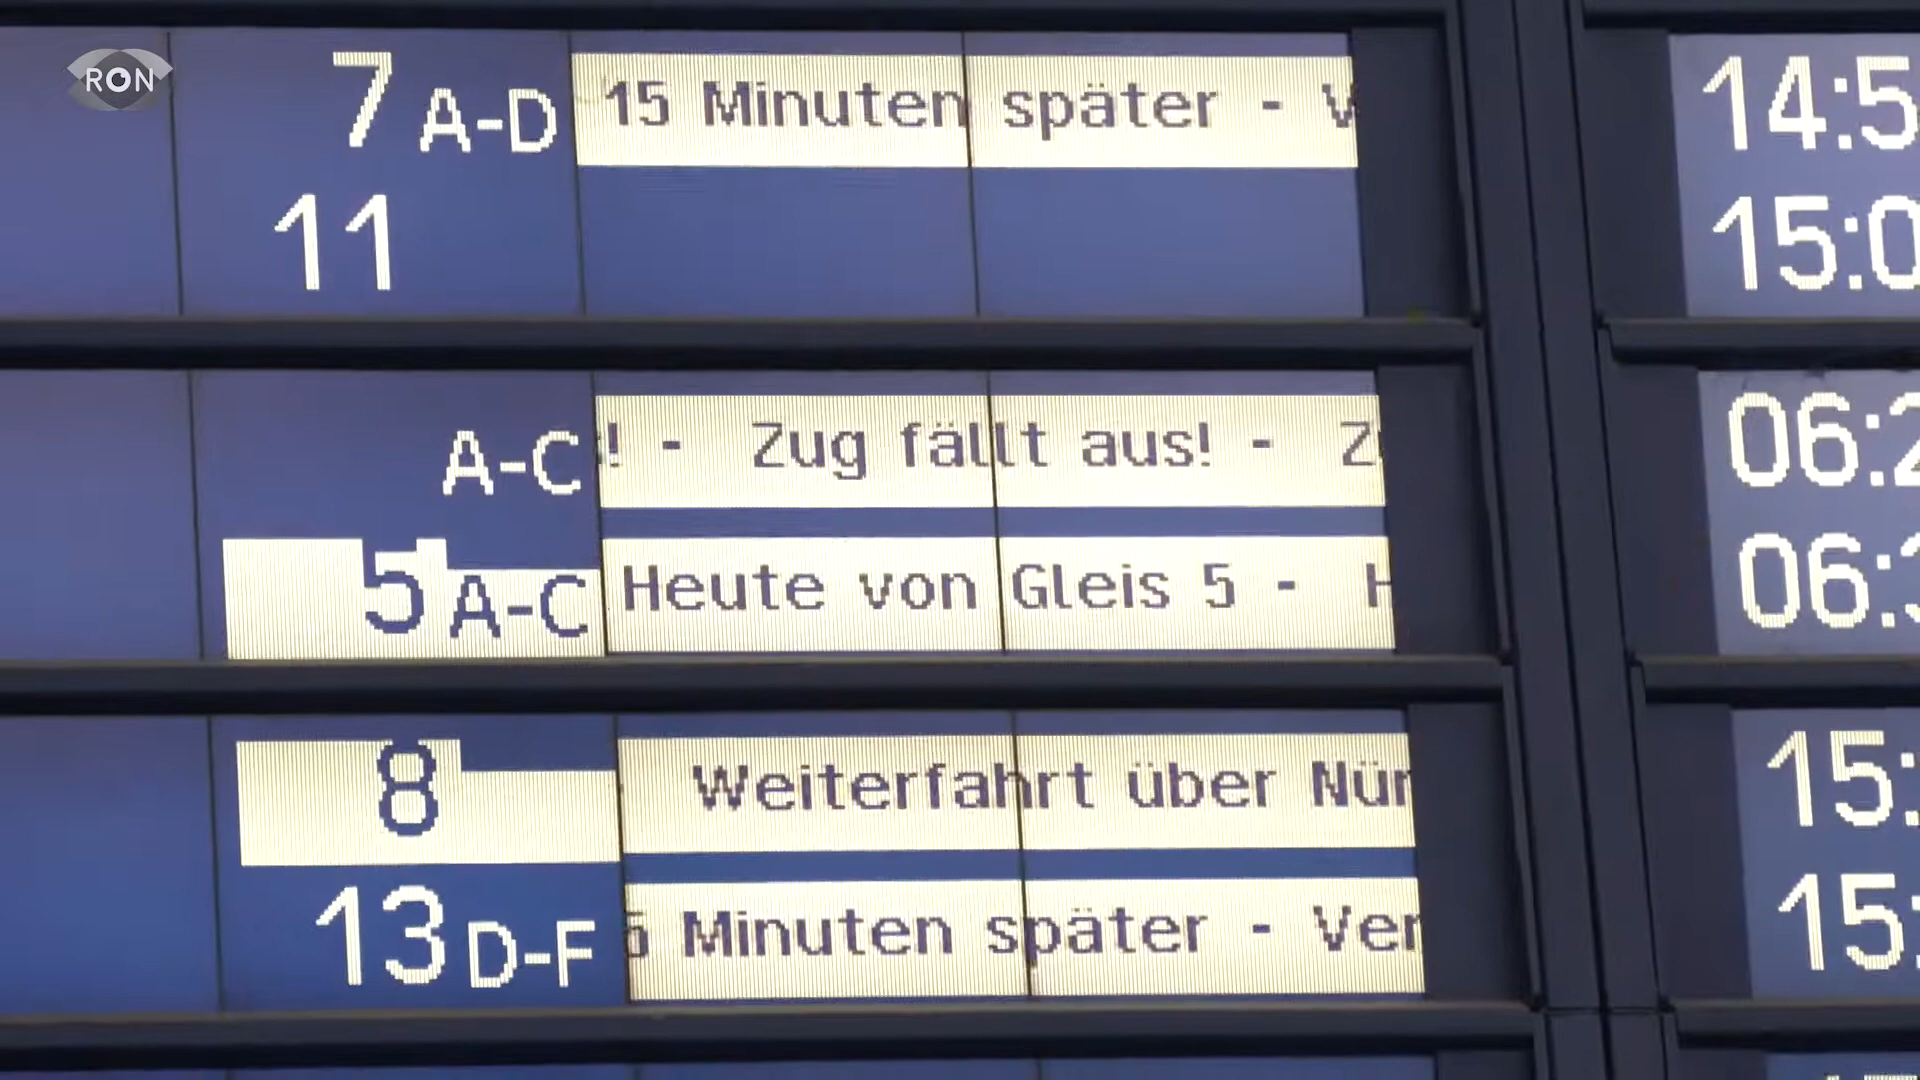 RON
7 A-D 15 Minuten später -
11
A-C ! - Zug fällt aus! -
5 A-C Heute von Gleis 5 -
8 Weiterfahrt über
13 D-F Minuten später -
14:5
15:0
06:2
06:
15:
15: